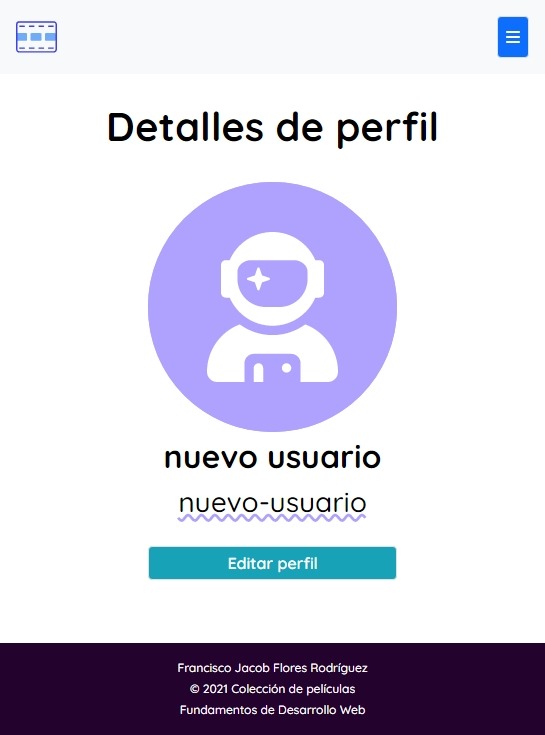 Detalles de perfil
nuevo usuario
nuevo-usuario
Editar perfil
Francisco Jacob Flores Rodríguez
© 2021 Colección de películas
Fundamentos de Desarrollo Web